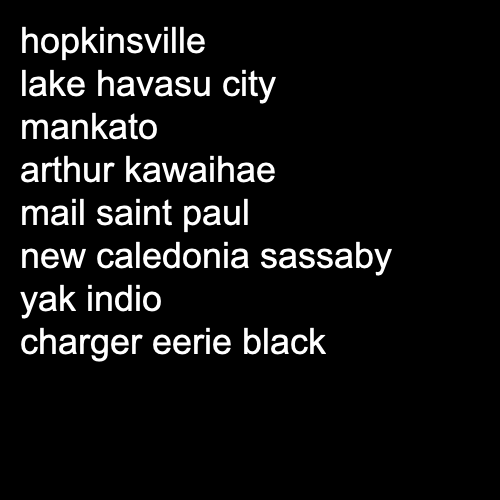 hopkinsville
lake havasu city
mankato
arthur kawaihae
mail saint paul
new caledonia sassaby
yak indio
charger eerie black